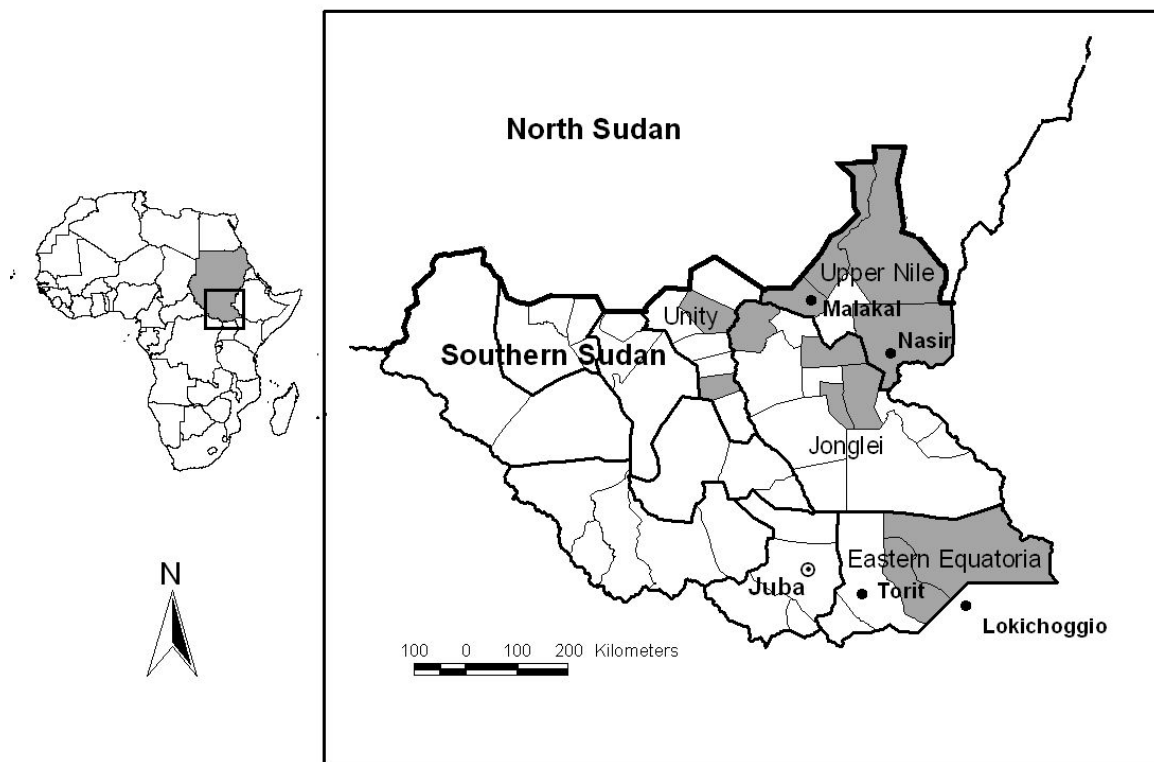 North Sudan
Upper Nile
Malakal
Unity
Nasir
Southern Sudan
Jonglei
Eastern Equatoria
Juba
Torit
Lokichoggio
N
100 0 100 200 Kilometers